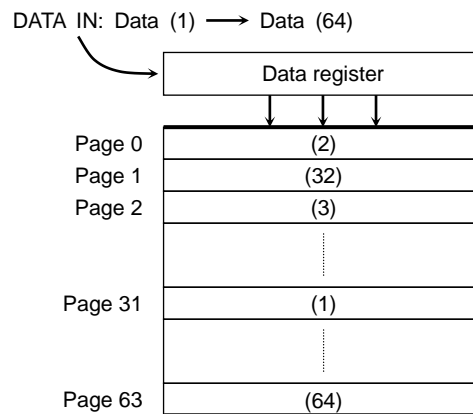 DATA IN: Data (1) Data (64)
Data register
Page 0 (2)
Page 1 (32)
Page 2 (3)
Page 31 (1)
Page 63 (64)